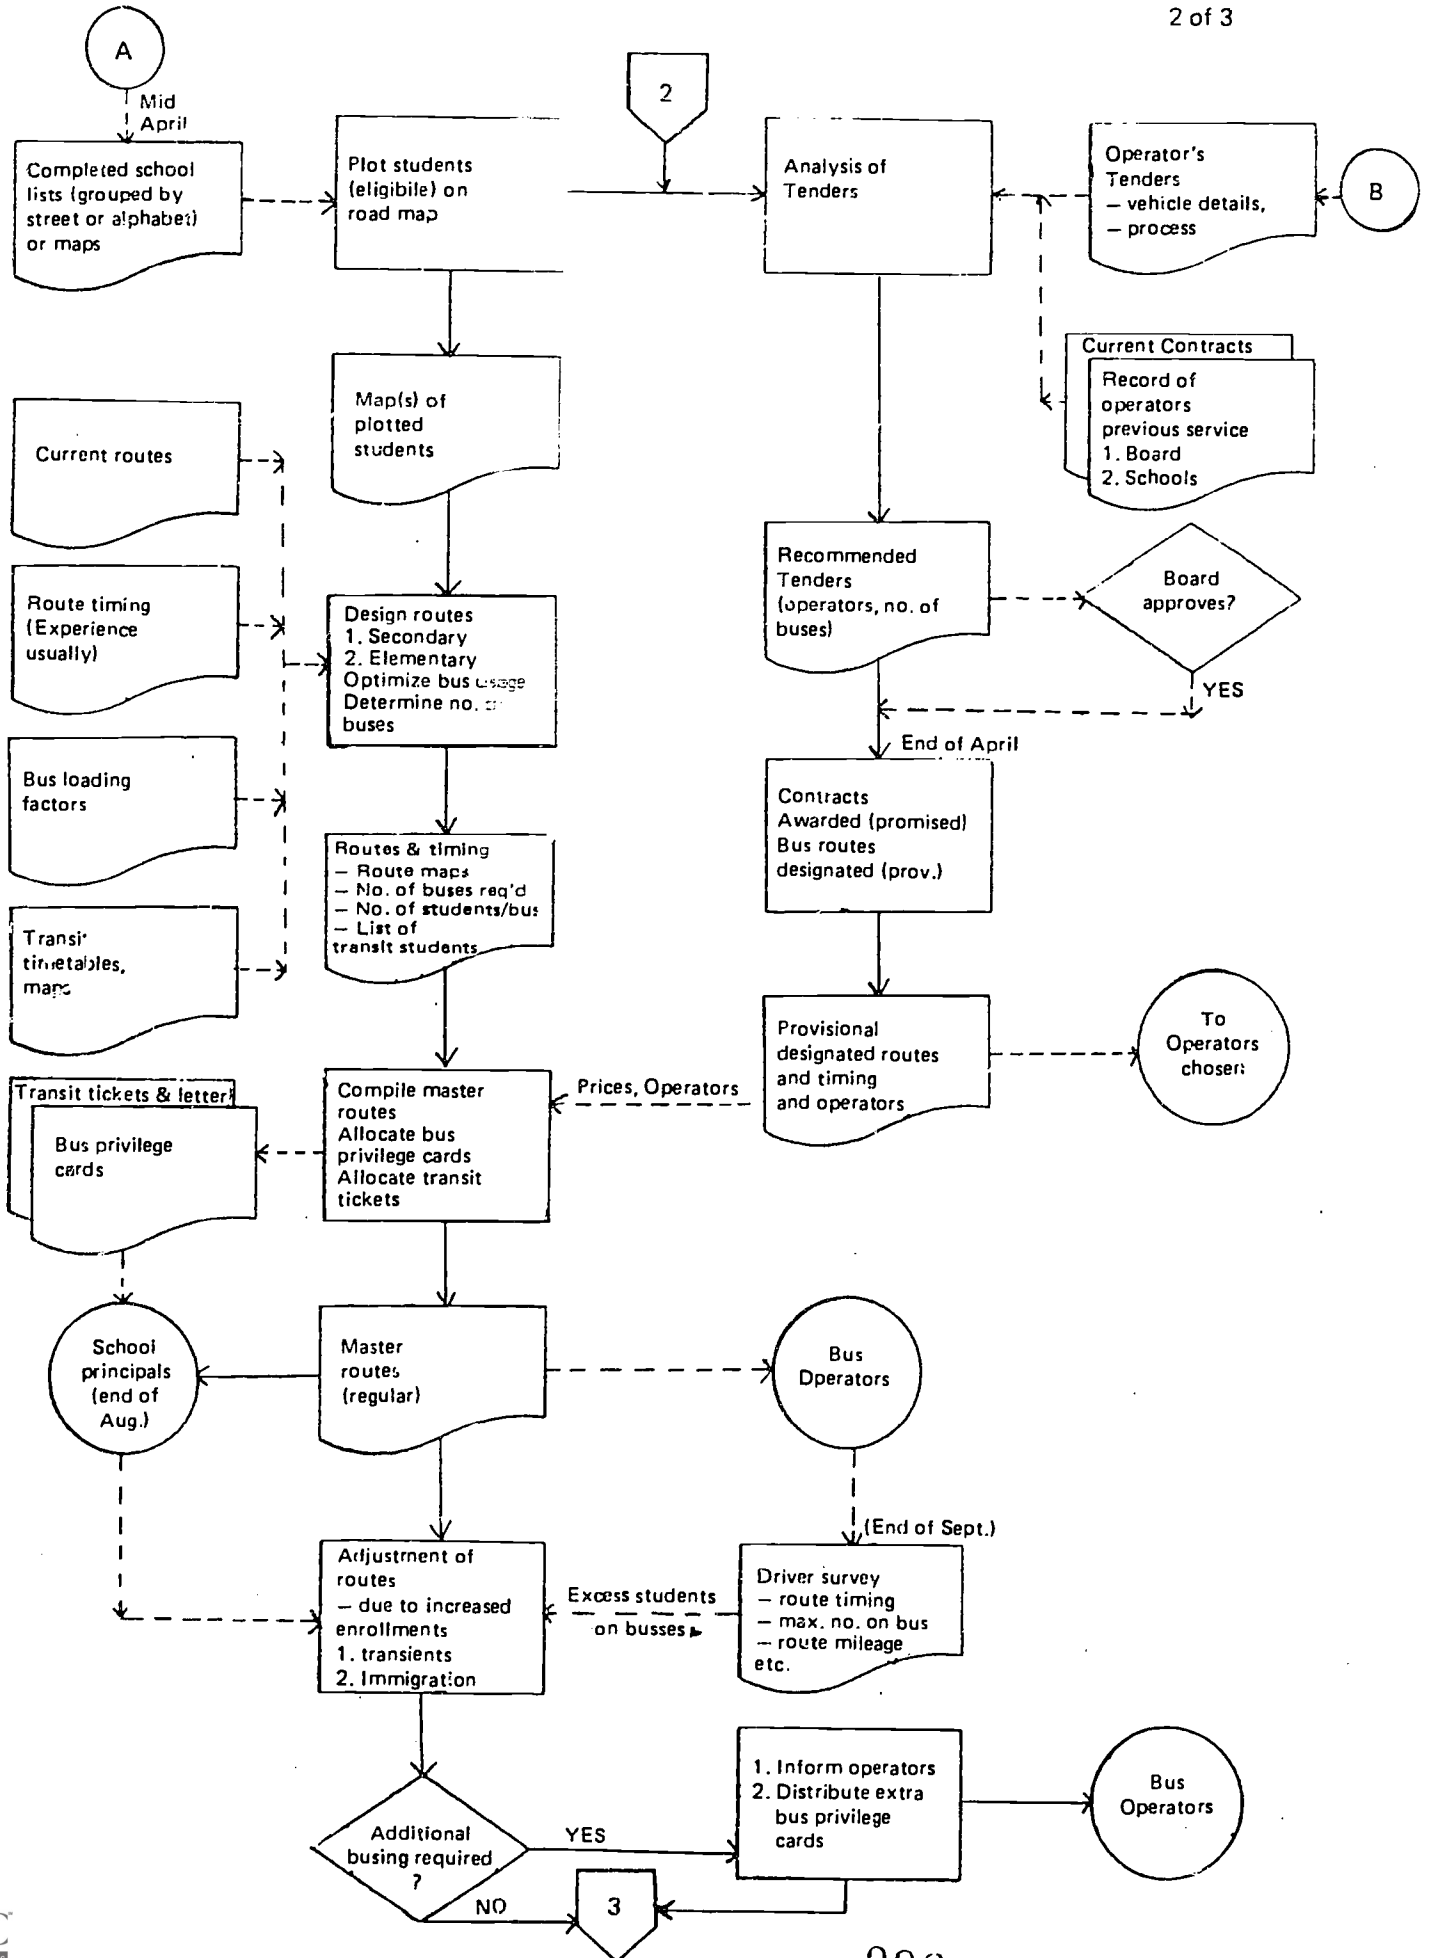 2 of 3
A
Mid
April
2
Completed school
lists (grouped by
street or alphabet)
or maps
Plot students
(eligibile) on
road map
Analysis of
Tenders
Operator's
Tenders
— vehicle details,
— process
B
Map(s) of
plotted
students
Current Contracts
Record of
operators
previous service
1. Board
2. Schools
Current routes
Route timing
(Experience
usually)
Design routes
1. Secondary
2. Elementary
Optimize bus usage
Determine no.
buses
Recommended
Tenders
(operators, no. of
buses)
Board
approves?
YES
End of April
Bus loading
factors
Contracts
Awarded (promised)
Bus routes
designated (prov.)
Routes & timing
— Route maps
— No. of buses req'd
— No. of students/bus
— List of
transit students
Transit
timetables,
maps
Provisional
designated routes
and timing
and operators
To
Operators
chosen
Transit tickets & letter
Bus privilege
cards
Compile master
routes
Allocate bus
privilege cards
Allocate transit
tickets
Prices, Operators
School
principals
(end of
Aug.)
Master
routes
(regular)
Bus
Operators
(End of Sept.)
Adjustment of
routes
— due to increased
enrollments
1. transients
2. Immigration
Excess students
on busses
Driver survey
— route timing
— max. no. on bus
— route mileage
etc.
Additional
busing required
?
YES
NO
3
1. Inform operators
2. Distribute extra
bus privilege
cards
Bus
Operators